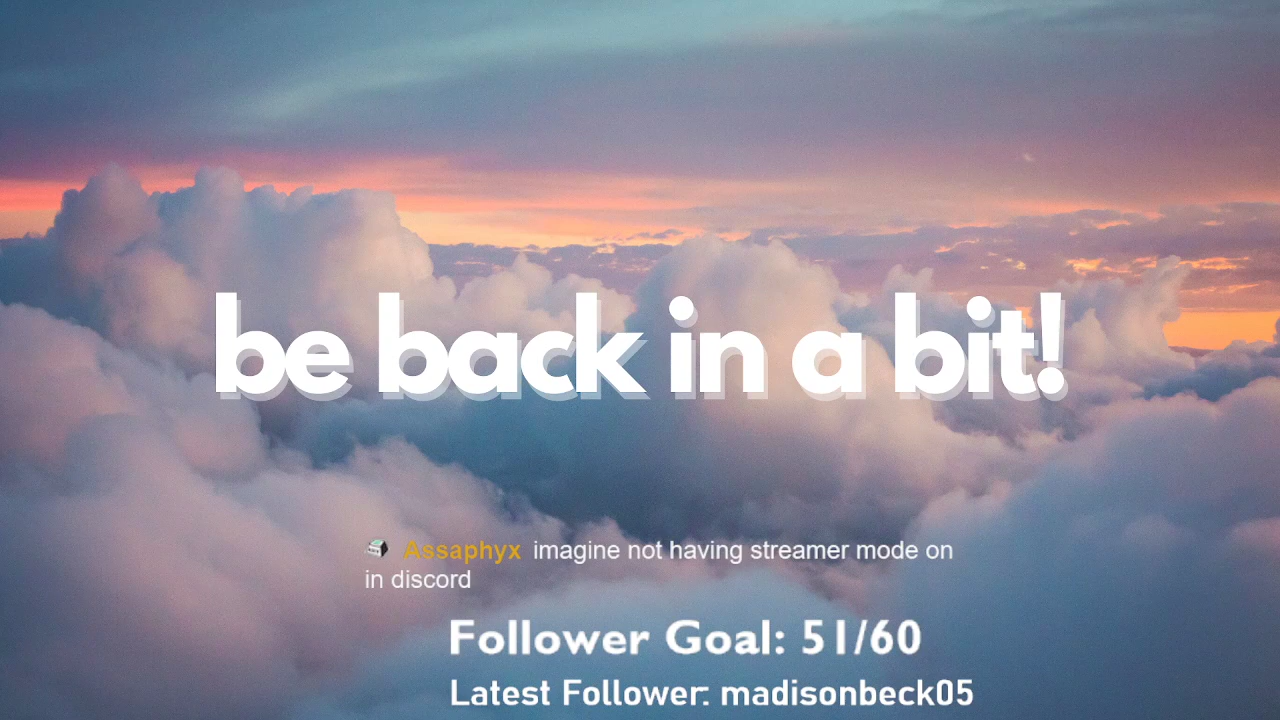 be back in a bit!
Assaphyx imagine not having streamer mode on
in discord
Follower Goal: 51/60
Latest Follower: madisonbeck05